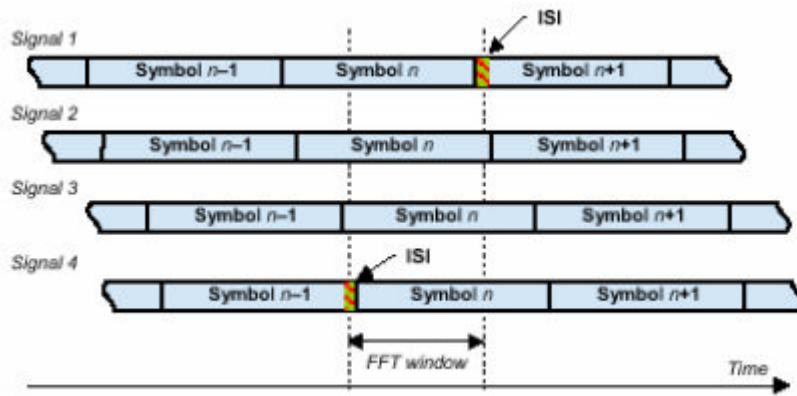 ISI
Signal 1
Symbol n–1 Symbol n Symbol n+1
Signal 2
Symbol n–1 Symbol n Symbol n+1
Signal 3
Symbol n–1 Symbol n Symbol n+1
Signal 4
ISI
Symbol n–1 Symbol n Symbol n+1
FFT window
Time